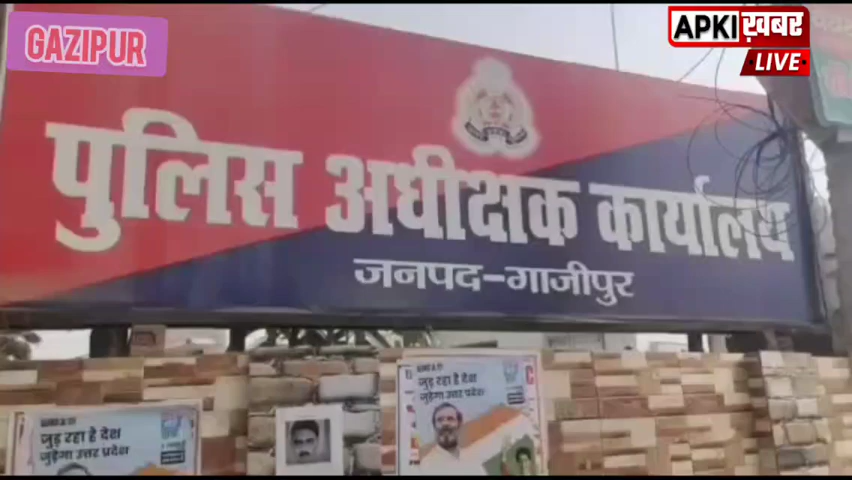 GAZIPUR
APKI ख़बर
LIVE
पुलिस अधीक्षक कार्यालय
जनपद-गाजीपुर
जुड़ रहा है देश
जुड़ेगा उत्तर प्रदेश
जुड़ रहा है देश
जुड़ेगा उत्तर प्रदेश